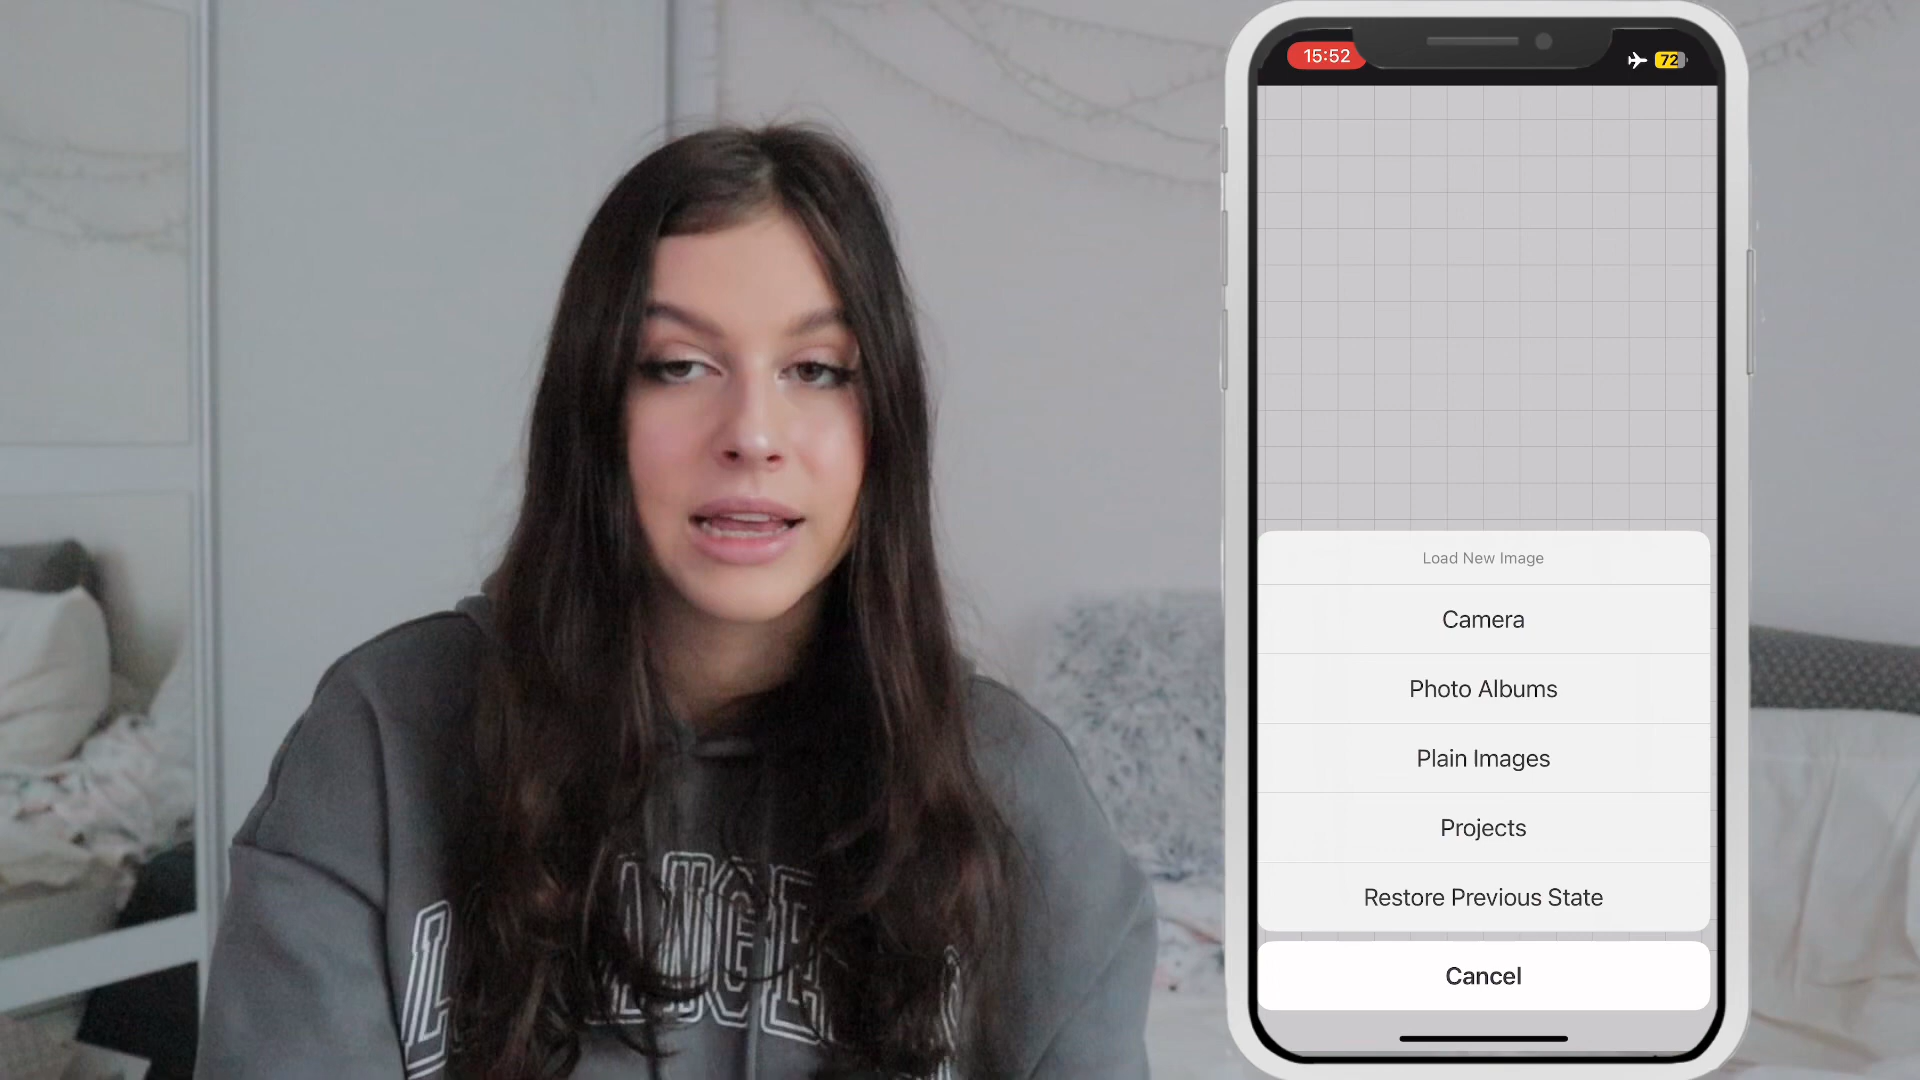 15:52
72
Load New Image
Camera
Photo Albums
Plain Images
Projects
Restore Previous State
Cancel